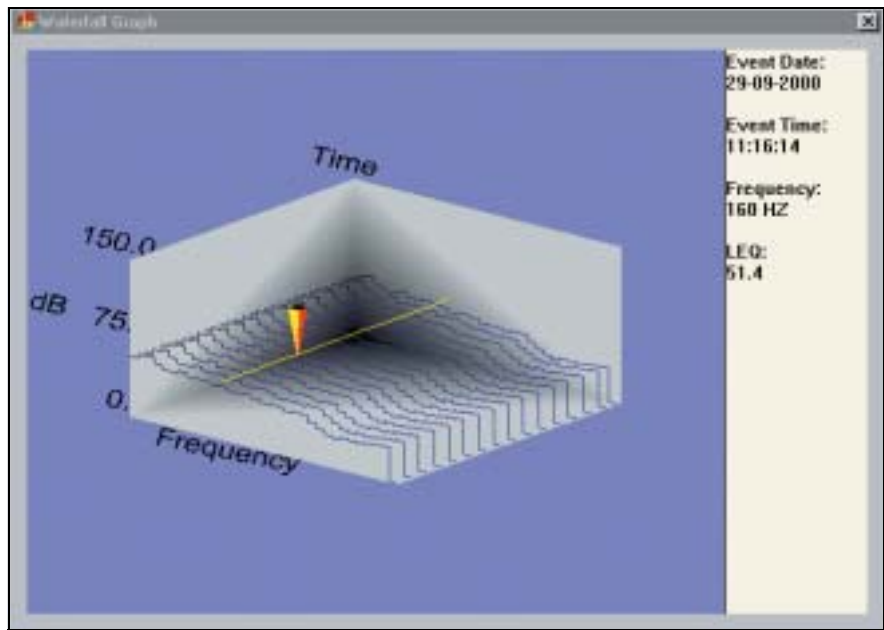 Waterfall Graph
Event Date:
29-09-2000
Event Time:
11:16:14
Frequency:
160 HZ
LEQ:
51.4
Time
150.0
dB
75.
0.
Frequency